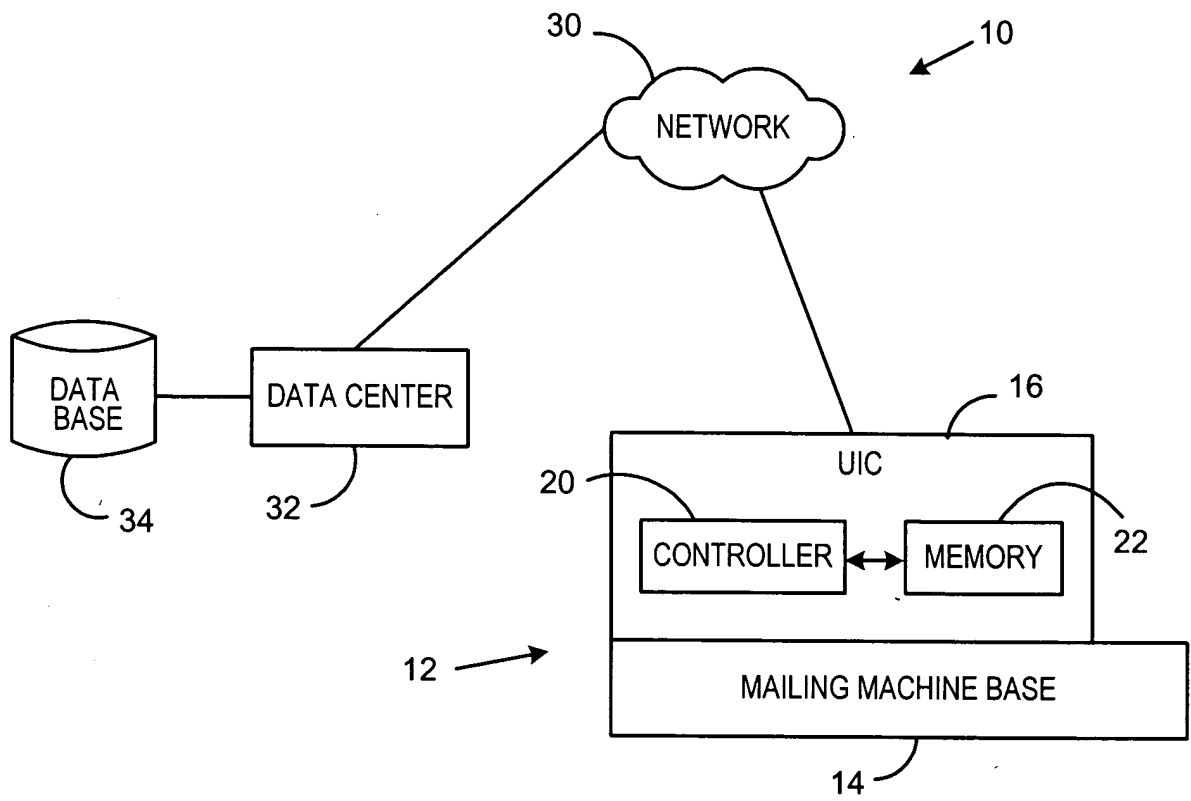 30
10
NETWORK
DATA
BASE
DATA CENTER
16
UIC
20
34
32
22
CONTROLLER
MEMORY
12
MAILING MACHINE BASE
14